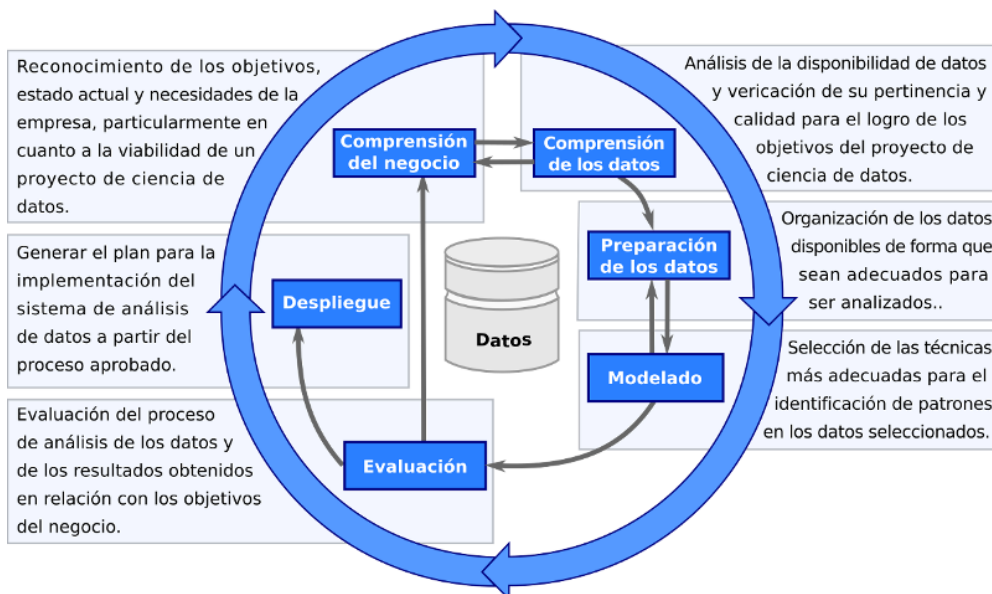 Reconocimiento de los objetivos,
estado actual y necesidades de la
empresa, particularmente en
cuanto a la viabilidad de un
proyecto de ciencia de
datos.
Comprensión
del negocio
Comprensión
de los datos
Análisis de la disponibilidad de datos
y vericación de su pertinencia y
calidad para el logro de los
objetivos del proyecto de
ciencia de datos.
Preparación
de los datos
Organización de los datos
disponibles de forma que
sean adecuados para
ser analizados..
Generar el plan para la
implementación del
sistema de análisis
de datos a partir del
proceso aprobado.
Despliegue
Datos
Modelado
Selección de las técnicas
más adecuadas para el
identificación de patrones
en los datos seleccionados.
Evaluación del proceso
de análisis de los datos y
de los resultados obtenidos
en relación con los objetivos
del negocio.
Evaluación